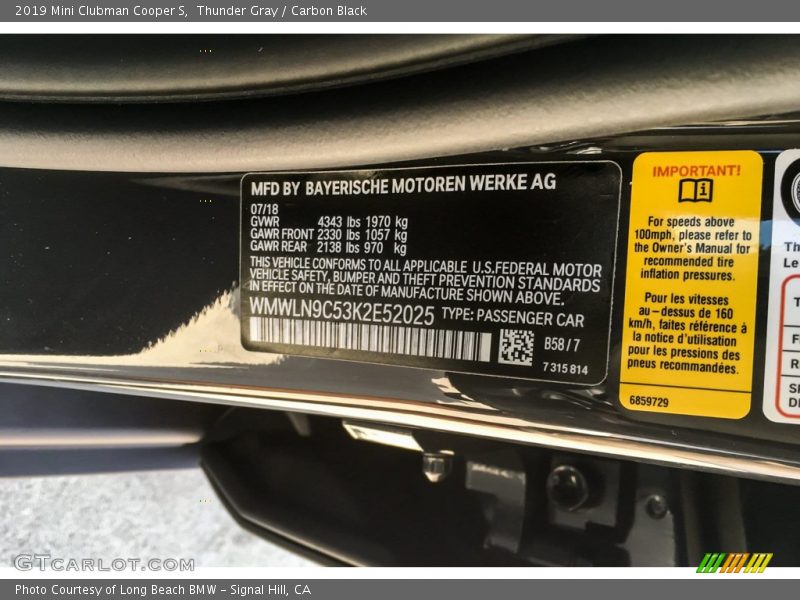 2019 Mini Clubman Cooper S,  Thunder Gray / Carbon Black
MFD BY BAYERISCHE MOTOREN WERKE AG
07/18
GVWR 4343 lbs 1970 kg
GAWR FRONT 2330 lbs 1057 kg
GAWR REAR 2138 lbs 970 kg
THIS VEHICLE CONFORMS TO ALL APPLICABLE U.S.FEDERAL MOTOR
VEHICLE SAFETY, BUMPER AND THEFT PREVENTION STANDARDS
IN EFFECT ON THE DATE OF MANUFACTURE SHOWN ABOVE.
WMWLN9C53K2E52025 TYPE: PASSENGER CAR
B58 / 7
7 315 814
IMPORTANT!
For speeds above
100mph, please refer to
the Owner's Manual for
recommended tire
inflation pressures.
Pour les vitesses
au-dessus de 160
km/h, faites référence à
la notice d'utilisation
pour les pressions des
pneus recommandées.
6859729
GTCARLOT.COM
Photo Courtesy of Long Beach BMW - Signal Hill, CA